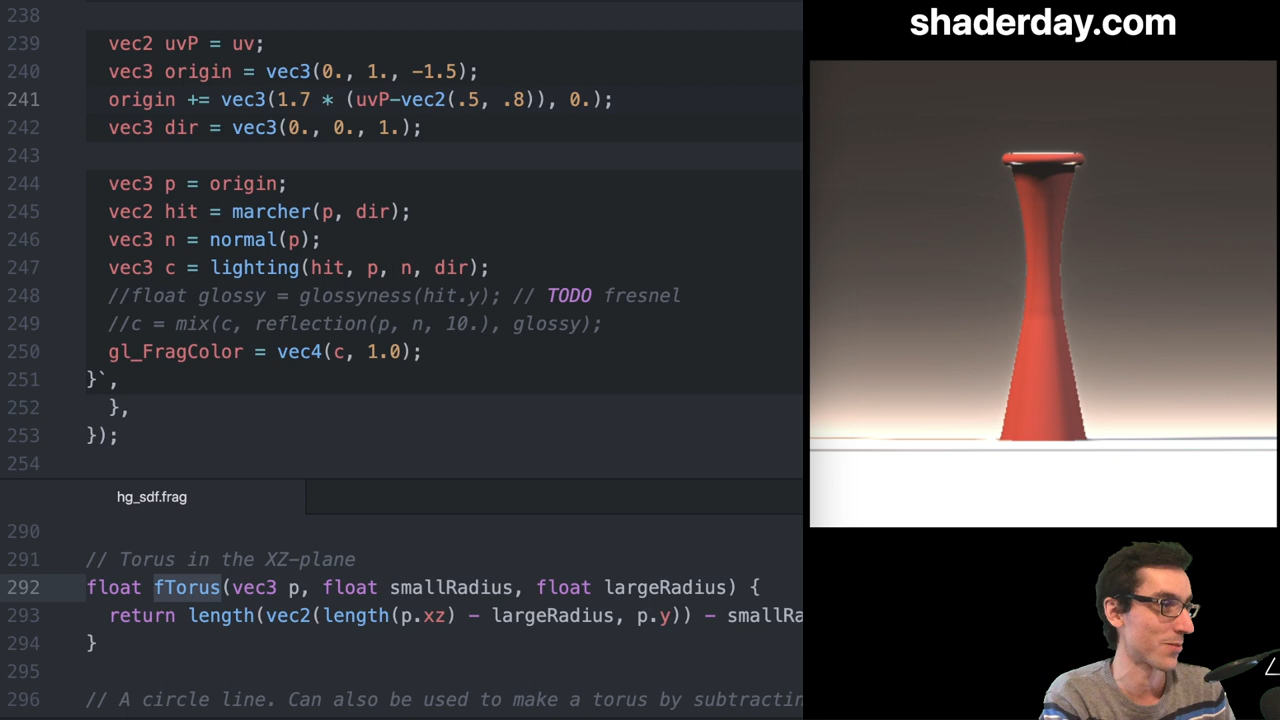 238
239 vec2 uvP = uv;
240 vec3 origin = vec3(0., 1., -1.5);
241 origin += vec3(1.7 * (uvP-vec2(.5, .8)), 0.);
242 vec3 dir = vec3(0., 0., 1.);
243
244 vec3 p = origin;
245 vec2 hit = marcher(p, dir);
246 vec3 n = normal(p);
247 vec3 c = lighting(hit, p, n, dir);
248 //float glossy = glossyness(hit.y); // TODO fresnel
249 //c = mix(c, reflection(p, n, 10.), glossy);
250 gl_FragColor = vec4(c, 1.0);
251 }`,
252 },
253 });
254
hg_sdf.frag
290
291 // Torus in the XZ-plane
292 float fTorus(vec3 p, float smallRadius, float largeRadius) {
293 return length(vec2(length(p.xz) - largeRadius, p.y)) - smallRa
294 }
295
296 // A circle line. Can also be used to make a torus by subtractin
shaderday.com